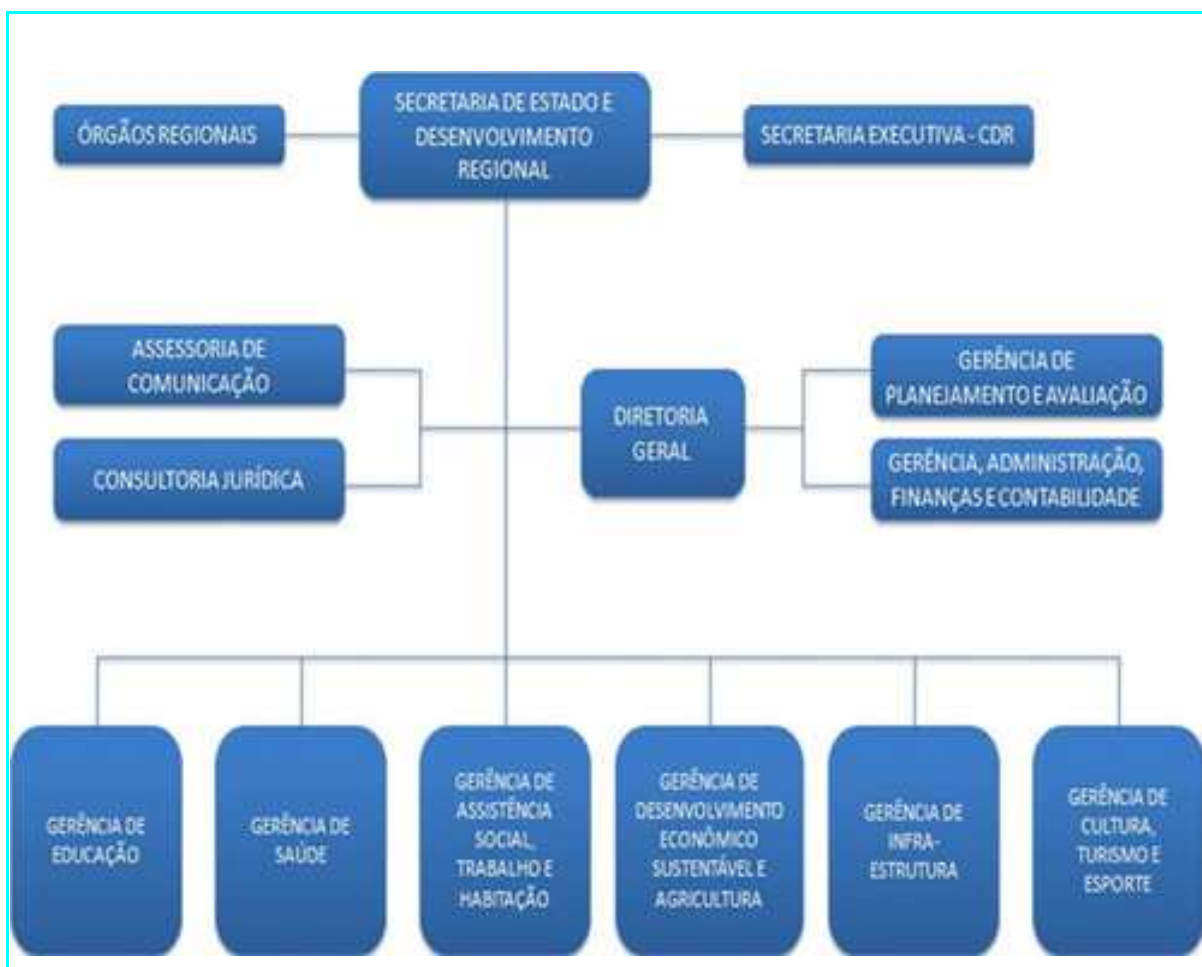 SECRETARIA DE ESTADO E
DESENVOLVIMENTO
REGIONAL
ÓRGÃOS REGIONAIS
SECRETARIA EXECUTIVA - CDR
ASSESSORIA DE
COMUNICAÇÃO
CONSULTORIA JURÍDICA
DIRETORIA
GERAL
GERÊNCIA DE
PLANEJAMENTO E AVALIAÇÃO
GERÊNCIA, ADMINISTRAÇÃO,
FINANÇAS E CONTABILIDADE
GERÊNCIA DE
EDUCAÇÃO
GERÊNCIA DE
SAÚDE
GERÊNCIA DE
ASSISTÊNCIA
SOCIAL,
TRABALHO E
HABITAÇÃO
GERÊNCIA DE
DESENVOLVIMENTO
ECONÔMICO
SUSTENTÁVEL E
AGRICULTURA
GERÊNCIA DE
INFRA-
ESTRUTURA
GERÊNCIA DE
CULTURA,
TURISMO E
ESPORTE